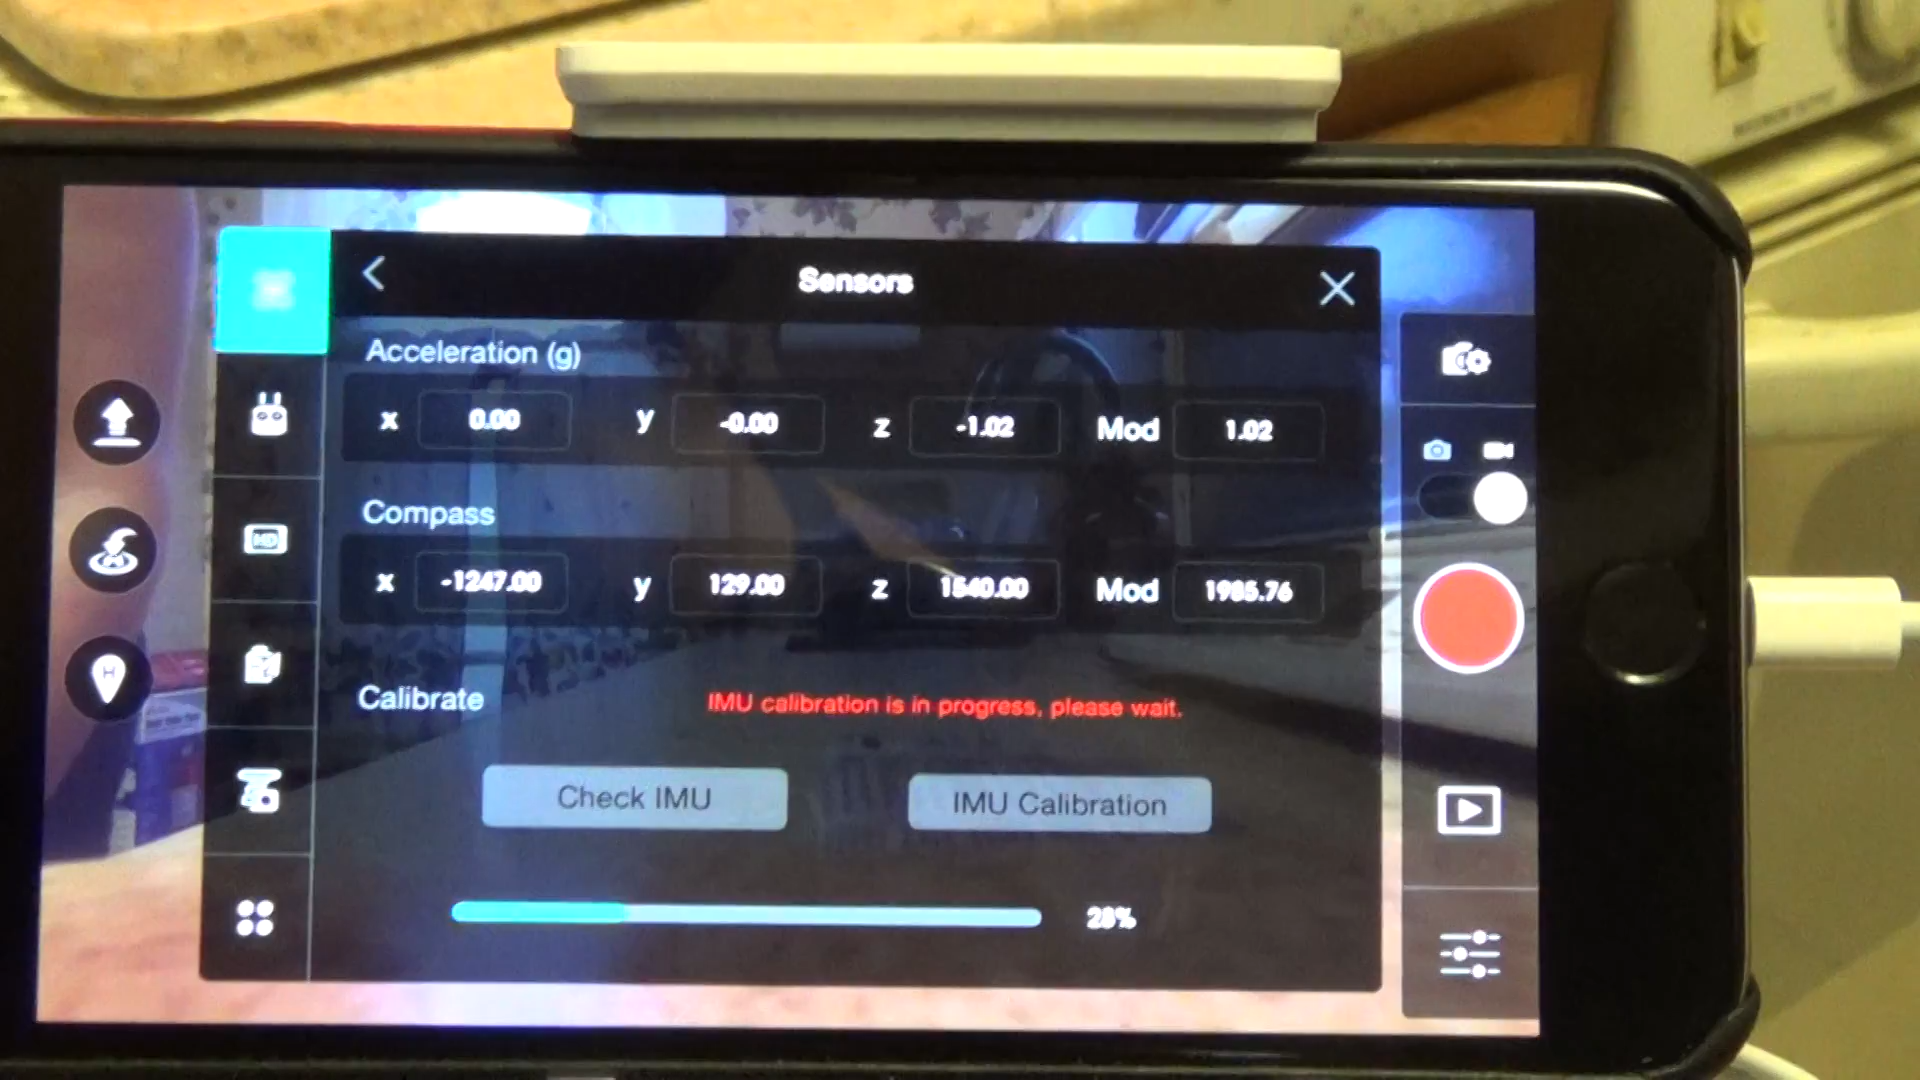 Sensors
Acceleration (g)
x 0.00 y -0.00 z -1.02 Mod 1.02
Compass
x -1247.00 y 129.00 z 1540.00 Mod 1985.76
HD
Calibrate IMU calibration is in progress, please wait.
H
Check IMU IMU Calibration
28%